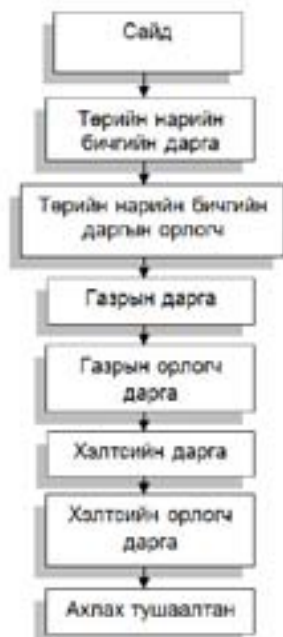 Сайд
Төрийн нарийн
бичгийн дарга
Төрийн нарийн бичгийн
даргын орлогч
Газрын дарга
Газрын орлогч
дарга
Хэлтсийн дарга
Хэлтсийн орлогч
дарга
Ахлах тушаалтан